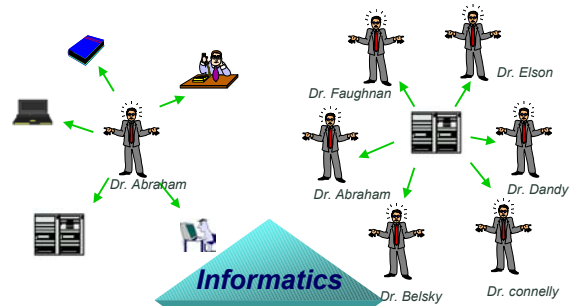 Dr. Faughnan
Dr. Elson
Dr. Abraham
Dr. Abraham
Dr. Dandy
Informatics
Dr. Belsky
Dr. connelly